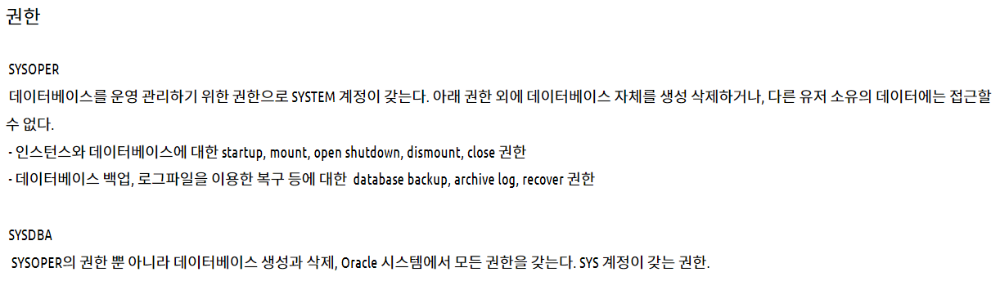 권한
SYSOPER
데이터베이스를 운영 관리하기 위한 권한으로 SYSTEM 계정이 갖는다. 아래 권한 외에 데이터베이스 자체를 생성 삭제하거나, 다른 유저 소유의 데이터에는 접근할
수 없다.
- 인스턴스와 데이터베이스에 대한 startup, mount, open shutdown, dismount, close 권한
- 데이터베이스 백업, 로그파일을 이용한 복구 등에 대한  database backup, archive log, recover 권한
SYSDBA
SYSOPER의 권한 뿐 아니라 데이터베이스 생성과 삭제, Oracle 시스템에서 모든 권한을 갖는다. SYS 계정이 갖는 권한.